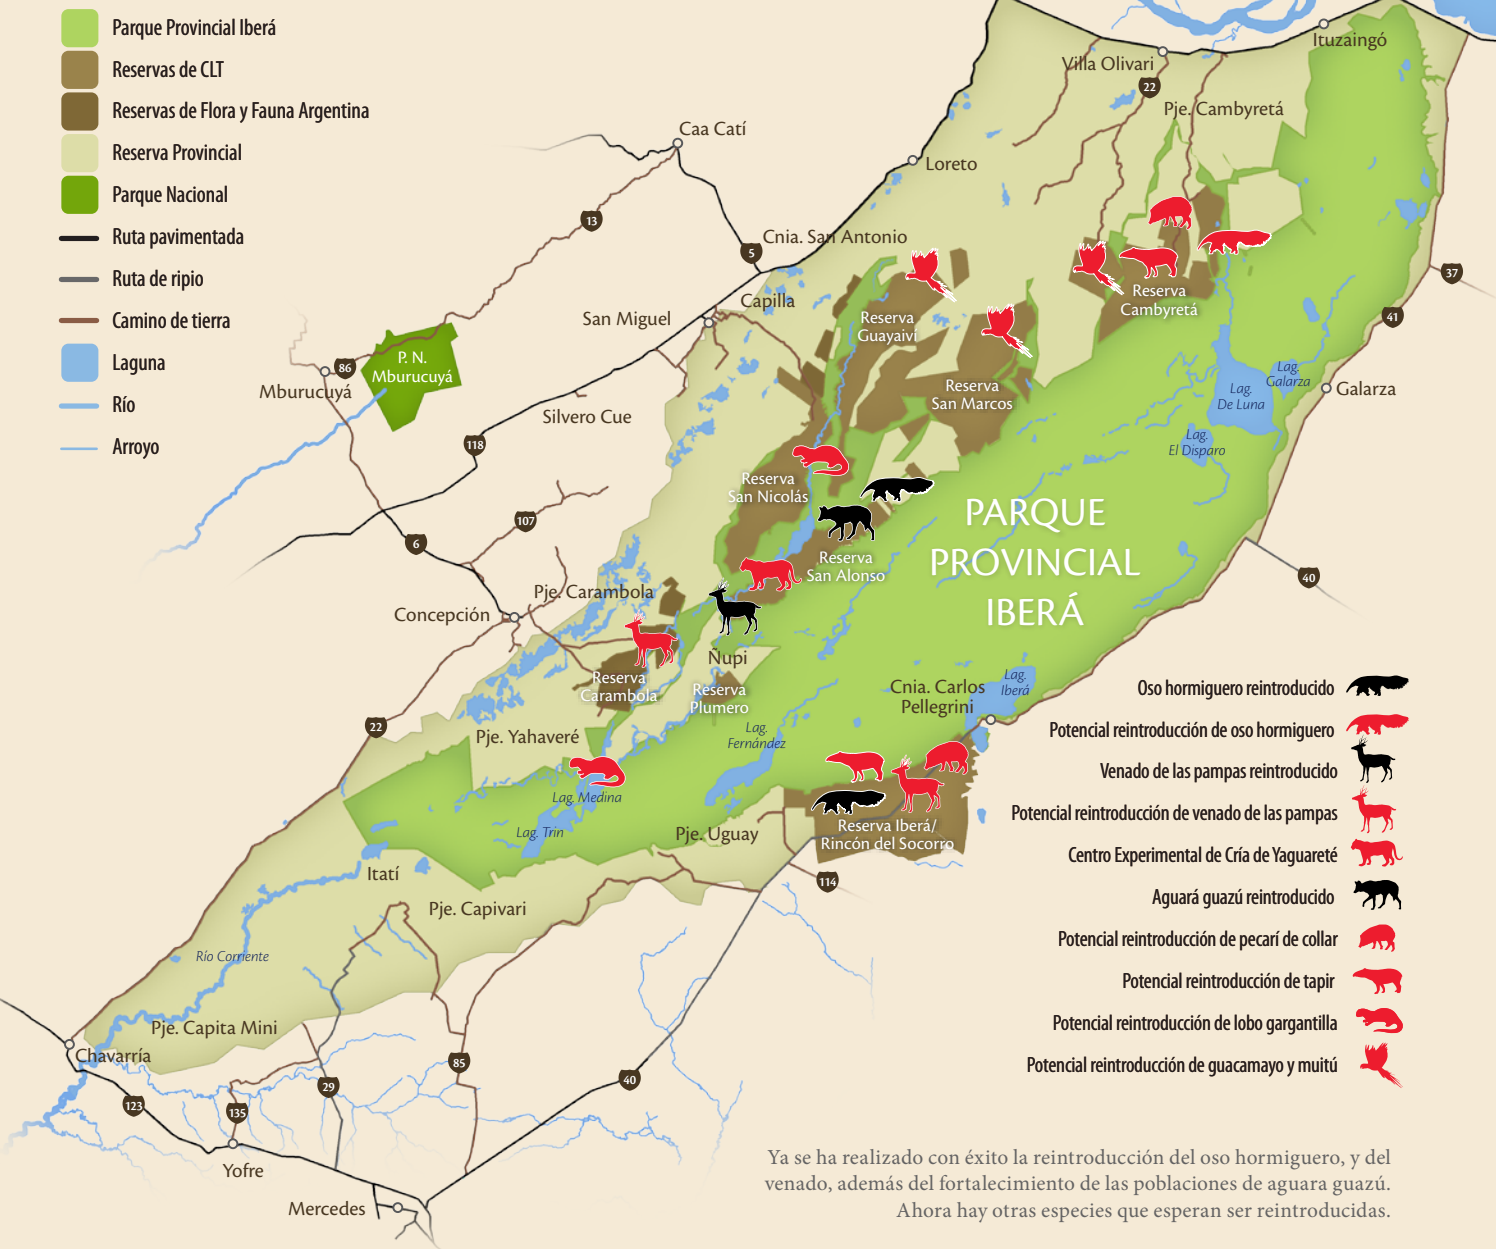 Parque Provincial Iberá
Reservas de CLT
Reservas de Flora y Fauna Argentina
Reserva Provincial
Parque Nacional
Ruta pavimentada
Ruta de ripio
Camino de tierra
Laguna
Río
Arroyo
Ituzaingó
Villa Olivari
22
Pje. Cambyretá
Caa Catí
Loreto
13
Cnia. San Antonio
5
37
Capilla
Reserva
Cambyretá
San Miguel
Reserva
Guayaiví
41
P. N.
Mburucuyá
86
Mburucuyá
Reserva
San Marcos
Lag.
Galarza
Lag.
De Luna
Galarza
Silvero Cue
118
Lag.
El Disparo
Reserva
San Nicolás
107
6
PARQUE
PROVINCIAL
IBERÁ
Reserva
San Alonso
40
Pje. Carambola
Concepción
Ñupi
Reserva
Carambola
Reserva
Plumero
Cnia. Carlos
Pellegrini
Lag.
Iberá
22
Pje. Yahaveré
Lag.
Fernández
Lag. Medina
Lag. Trin
Pje. Uguay
Reserva Iberá/
Rincón del Socorro
114
Itatí
Pje. Capivari
Río Corriente
Pje. Capita Mini
Chavarría
85
29
40
123
135
Yofre
Mercedes
Oso hormiguero reintroducido
Potencial reintroducción de oso hormiguero
Venado de las pampas reintroducido
Potencial reintroducción de venado de las pampas
Centro Experimental de Cría de Yaguareté
Aguará guazú reintroducido
Potencial reintroducción de pecarí de collar
Potencial reintroducción de tapir
Potencial reintroducción de lobo gargantilla
Potencial reintroducción de guacamayo y muitú
Ya se ha realizado con éxito la reintroducción del oso hormiguero, y del
venado, además del fortalecimiento de las poblaciones de aguara guazú.
Ahora hay otras especies que esperan ser reintroducidas.